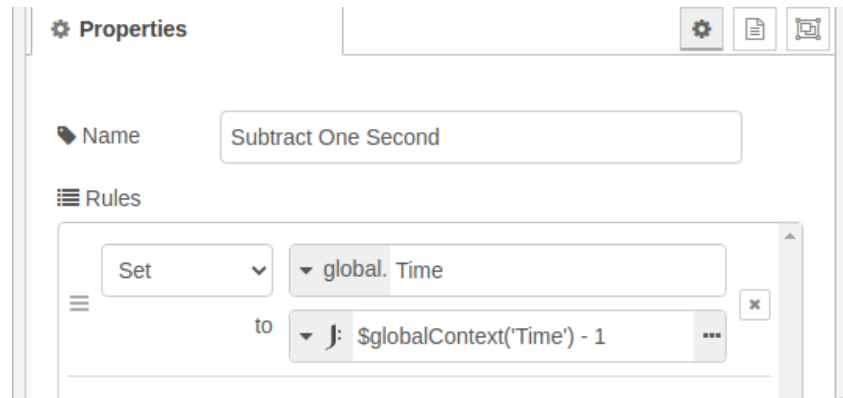 Properties
Name
Subtract One Second
Rules
Set
global. Time
to
J: $globalContext('Time') - 1